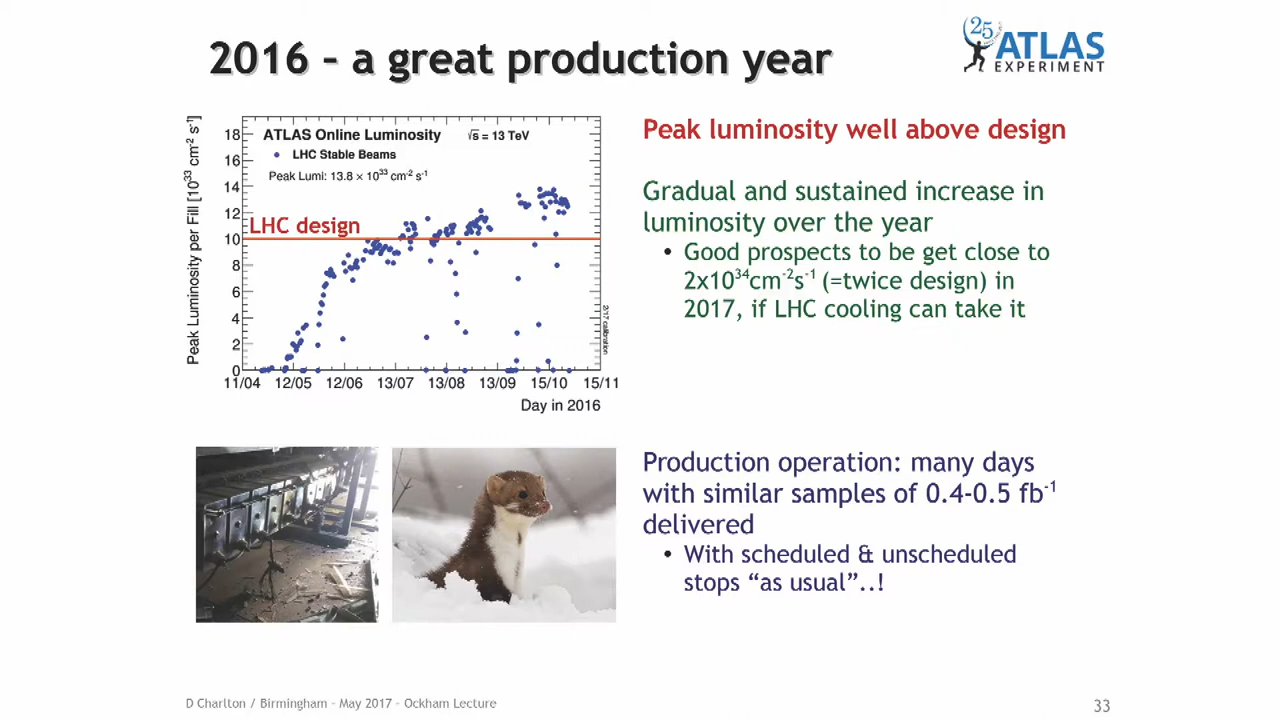 2016 – a great production year
25
ATLAS
EXPERIMENT
Peak Luminosity per Fill [10³³ cm⁻² s⁻¹]
ATLAS Online Luminosity √s = 13 TeV
LHC Stable Beams
Peak Lumi: 13.8 × 10³³ cm⁻² s⁻¹
LHC design
18
16
14
12
10
8
6
4
2
0
11/04 12/05 12/06 13/07 13/08 13/09 15/10 15/11
Day in 2016
2/17 calibration
Peak luminosity well above design
Gradual and sustained increase in
luminosity over the year
• Good prospects to be get close to
2x10³⁴cm⁻²s⁻¹ (=twice design) in
2017, if LHC cooling can take it
Production operation: many days
with similar samples of 0.4-0.5 fb⁻¹
delivered
• With scheduled & unscheduled
stops “as usual”..!
D Charlton / Birmingham – May 2017 – Ockham Lecture
33